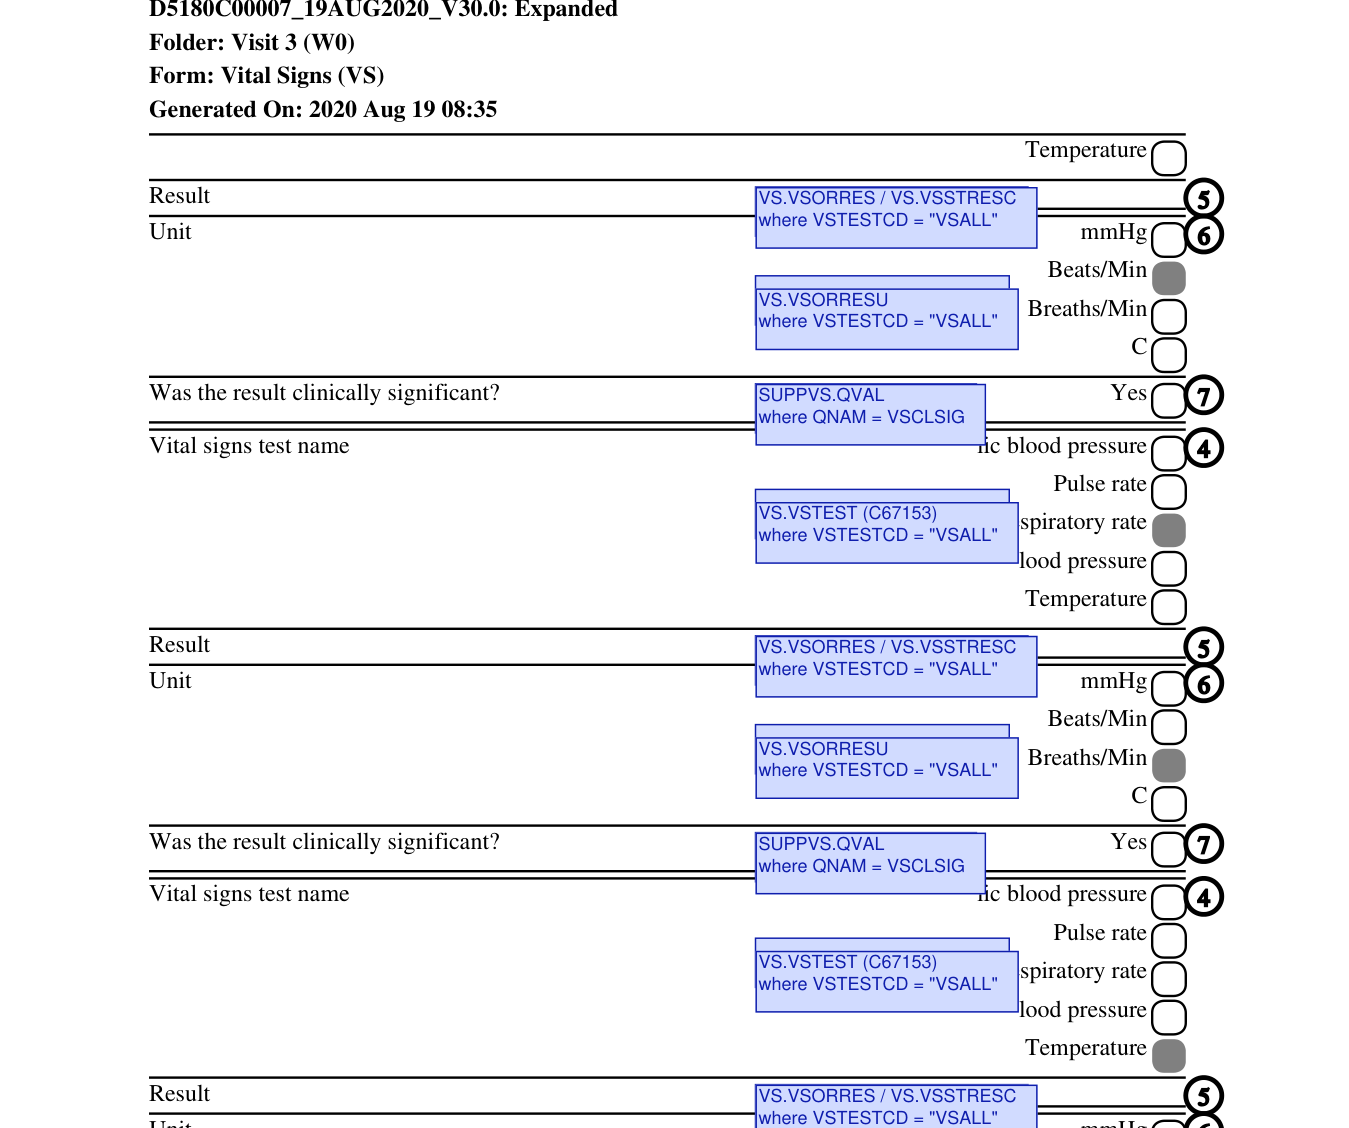 D5180C00007_19AUG2020_V30.0: Expanded
Folder: Visit 3 (W0)
Form: Vital Signs (VS)
Generated On: 2020 Aug 19 08:35
Temperature
Result VS.VSORRES / VS.VSSTRESC 5
where VSTESTCD = "VSALL"
Unit mmHg 6
Beats/Min
VS.VSORRESU Breaths/Min
where VSTESTCD = "VSALL"
C
Was the result clinically significant? SUPPVS.QVAL Yes 7
where QNAM = VSCLSIG
Vital signs test name blood pressure 4
Pulse rate
VS.VSTEST (C67153) rate
where VSTESTCD = "VSALL"
pressure
Temperature
Result VS.VSORRES / VS.VSSTRESC 5
where VSTESTCD = "VSALL"
Unit mmHg 6
Beats/Min
VS.VSORRESU Breaths/Min
where VSTESTCD = "VSALL"
C
Was the result clinically significant? SUPPVS.QVAL Yes 7
where QNAM = VSCLSIG
Vital signs test name blood pressure 4
Pulse rate
VS.VSTEST (C67153) rate
where VSTESTCD = "VSALL"
pressure
Temperature
Result VS.VSORRES / VS.VSSTRESC 5
where VSTESTCD = "VSALL"